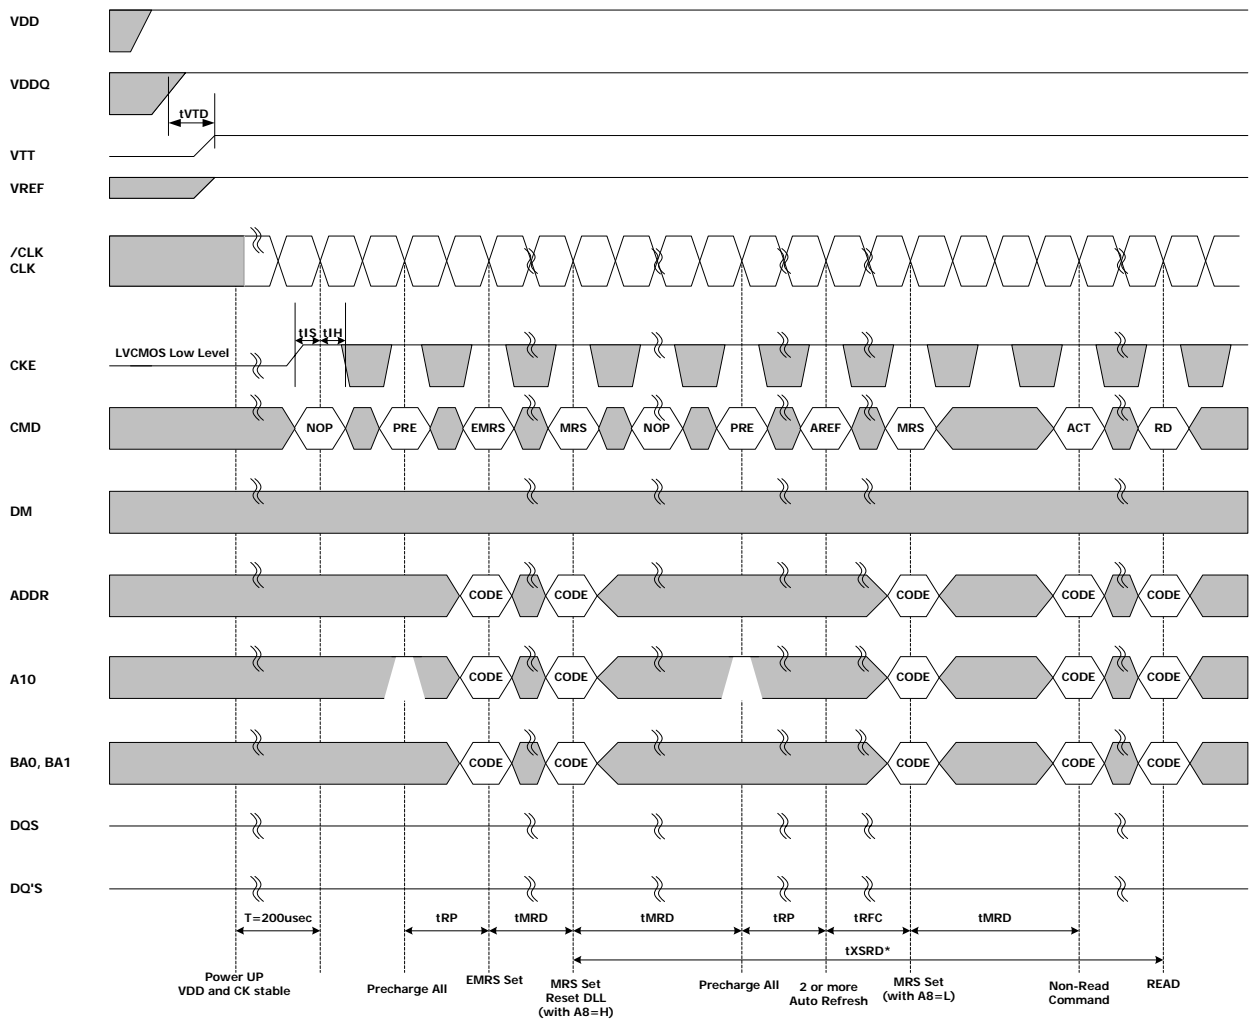 VDD
VDDQ
tVTD
VTT
VREF
/CLK
CLK
tIS tIH
LVCMOS Low Level
CKE
CMD NOP PRE EMRS MRS NOP PRE AREF MRS ACT RD
DM
ADDR CODE CODE CODE CODE CODE
A10 CODE CODE CODE CODE CODE
BA0, BA1 CODE CODE CODE CODE CODE
DQS
DQ'S
T=200usec tRP tMRD tMRD tRP tRFC tMRD
tXSRD*
Power UP
VDD and CK stable
Precharge All
EMRS Set
MRS Set
Reset DLL
(with A8=H)
Precharge All
2 or more
Auto Refresh
MRS Set
(with A8=L)
Non-Read
Command
READ